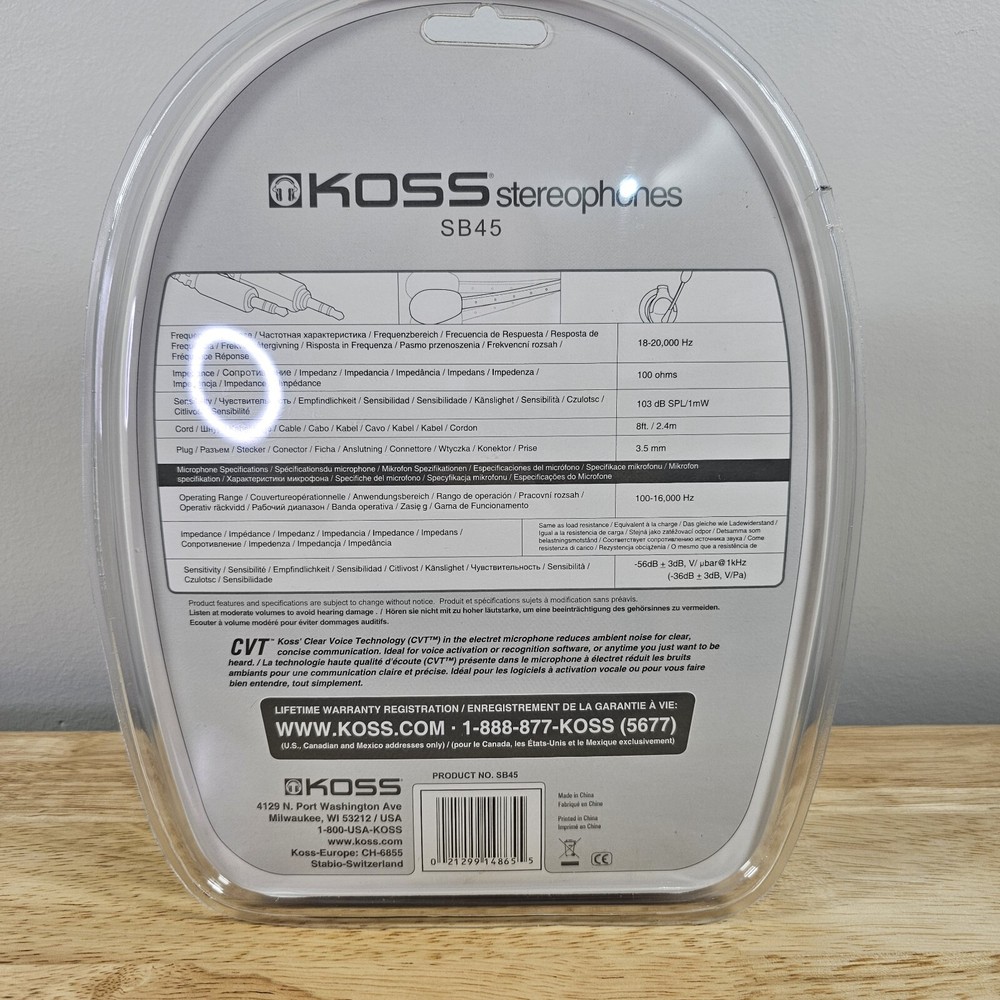 KOSS® stereophones
SB45
/ Частотная характеристика / Frequenzbereich / Frecuencia de Respuesta / Resposta de
/ Risposta in Frequenza / Pasmo przenoszenia / Frekvencní rozsah /
Réponse
/ Impedanz / Impedancia / Impedância / Impedans / Impedenza /
/ Impedance
18-20,000 Hz
100 ohms
/ Empfindlichkeit / Sensibilidad / Sensibilidade / Känslighet / Sensibilità / Czulotsc /
Sensibilité
103 dB SPL/1mW
Cord / / Cable / Cabo / Kabel / Cavo / Kabel / Kabel / Cordon
8ft. / 2.4m
Plug / Разъем / Stecker / Conector / Ficha / Anslutning / Connettore / Wtyczka / Konektor / Prise
3.5 mm
Microphone Specifications / Spécificationsdu microphone / Mikrofon Spezifikationen / Especificaciones del micrófono / Specifikace mikrofonu / Mikrofon
specifikation / Характеристики микрофона / Specifiche del microfono / Specyfikacja mikrofonu / Especificações do Microfone
Operating Range / Couvertureopérationnelle / Anwendungsbereich / Rango de operación / Pracovní rozsah /
Operativ räckvidd / Рабочий диапазон / Banda operativa / Zasięg / Gama de Funcionamento
100-16,000 Hz
Impedance / Impédance / Impedanz / Impedancia / Impedance / Impedans /
Сопротивление / Impedenza / Impedancja / Impedância
Same as load resistance / Equivalent à la charge / Das gleiche wie Ladewiderstand /
Igual a la resistencia de carga / Stejná jako zatěžovací odpor / Detsamma som
belastningsmotstånd / Соответствует сопротивлению источника звука / Come
resistenza di carico / Rezystencja obciążenia / O mesmo que a resistência de
Sensitivity / Sensibilité / Empfindlichkeit / Sensibilidad / Citlivost / Känslighet / Чувствительность / Sensibilità /
Czulotsc / Sensibilidade
-56dB ± 3dB, V/ µbar@1kHz
(-36dB ± 3dB, V/Pa)
Product features and specifications are subject to change without notice. Produit et spécifications sujets à modification sans préavis.
Listen at moderate volumes to avoid hearing damage . / Hören sie nicht mit zu hoher läutstarke, um eine beeinträchtigung des gehörsinnes zu vermeiden.
Ecouter à volume modéré pour éviter dommages auditifs.
CVT™ Koss' Clear Voice Technology (CVT™) in the electret microphone reduces ambient noise for clear,
concise communication. Ideal for voice activation or recognition software, or anytime you just want to be
heard. / La technologie haute qualité d'écoute (CVT™) présente dans le microphone à électret réduit les bruits
ambiants pour une communication claire et précise. Idéal pour les logiciels à activation vocale ou pour vous faire
bien entendre, tout simplement.
LIFETIME WARRANTY REGISTRATION / ENREGISTREMENT DE LA GARANTIE À VIE:
WWW.KOSS.COM · 1-888-877-KOSS (5677)
(U.S., Canadian and Mexico addresses only) / (pour le Canada, les États-Unis et le Mexique exclusivement)
KOSS
4129 N. Port Washington Ave
Milwaukee, WI 53212 / USA
1-800-USA-KOSS
www.koss.com
Koss-Europe: CH-6855
Stabio-Switzerland
PRODUCT NO. SB45
0 21299 14865 5
Made in China
Fabriqué en Chine
Printed in China
Imprimé en Chine
CE